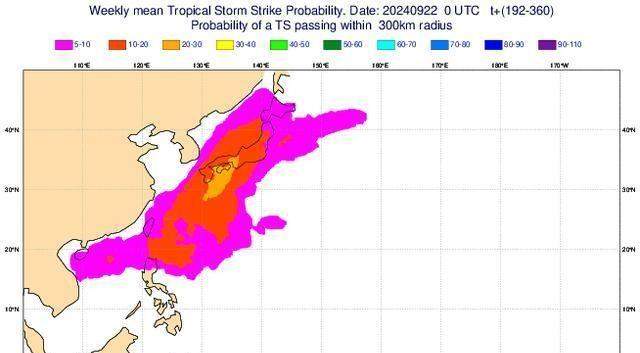 Weekly mean Tropical Storm Strike Probability. Date: 20240922 0 UTC t+(192-360)
Probability of a TS passing within 300km radius
5-10 10-20 20-30 30-40 40-50 50-60 60-70 70-80 80-90 90-110
110°E 120°E 130°E 140°E 150°E 160°E 170°E 180°E 170°W
40°N 40°N
30°N 30°N
20°N 20°N
10°N 10°N